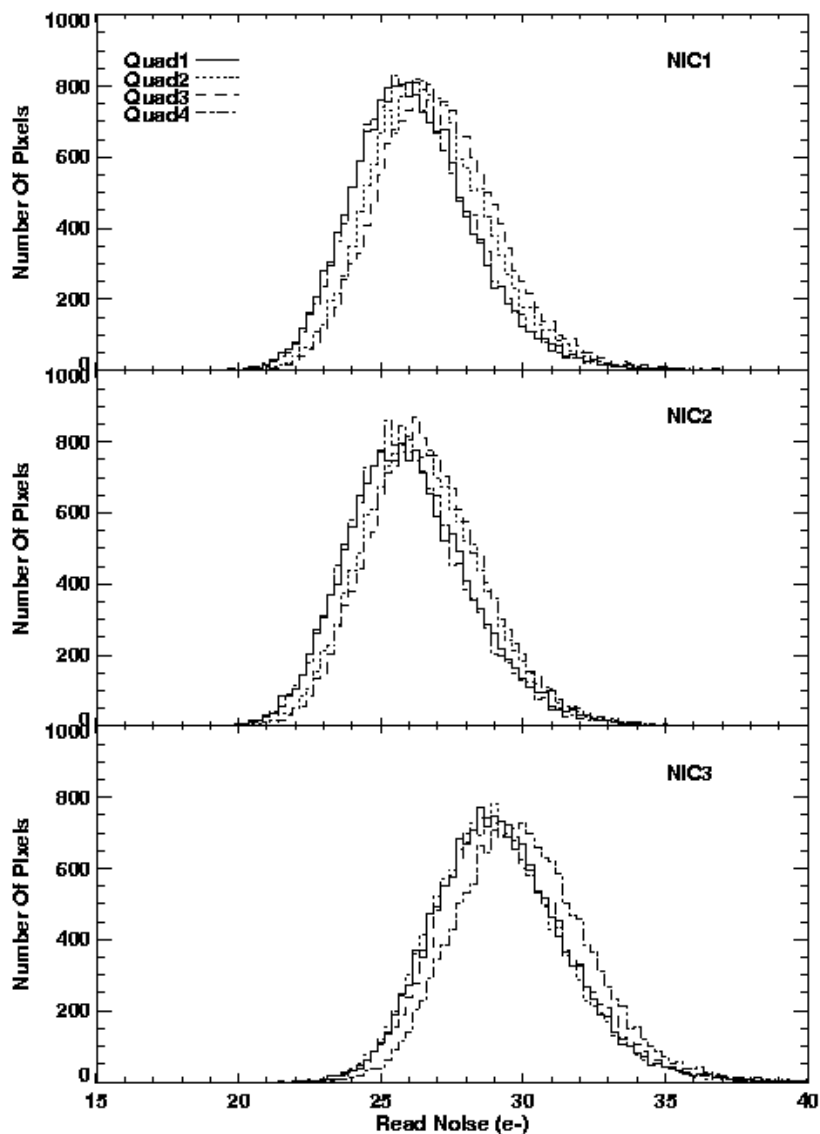 1000
Quad1
Quad2
Quad3
Quad4
NIC1
800
600
400
200
0
Number Of Pixels
1000
NIC2
800
600
400
200
0
Number Of Pixels
1000
NIC3
800
600
400
200
0
Number Of Pixels
15 20 25 30 35 40
Read Noise (e-)